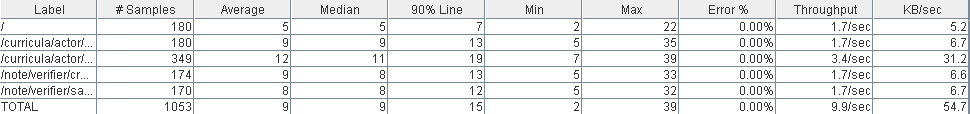 Label # Samples Average Median 90% Line Min Max Error % Throughput KB/sec
/ 180 5 5 7 2 22 0.00% 1.7/sec 5.2
/curricula/actor/... 180 9 9 13 5 35 0.00% 1.7/sec 6.7
/curricula/actor/... 349 12 11 19 7 39 0.00% 3.4/sec 31.2
/note/verifier/cr... 174 9 8 13 5 33 0.00% 1.7/sec 6.6
/note/verifier/sa... 170 8 8 12 5 32 0.00% 1.7/sec 6.7
TOTAL 1053 9 9 15 2 39 0.00% 9.9/sec 54.7